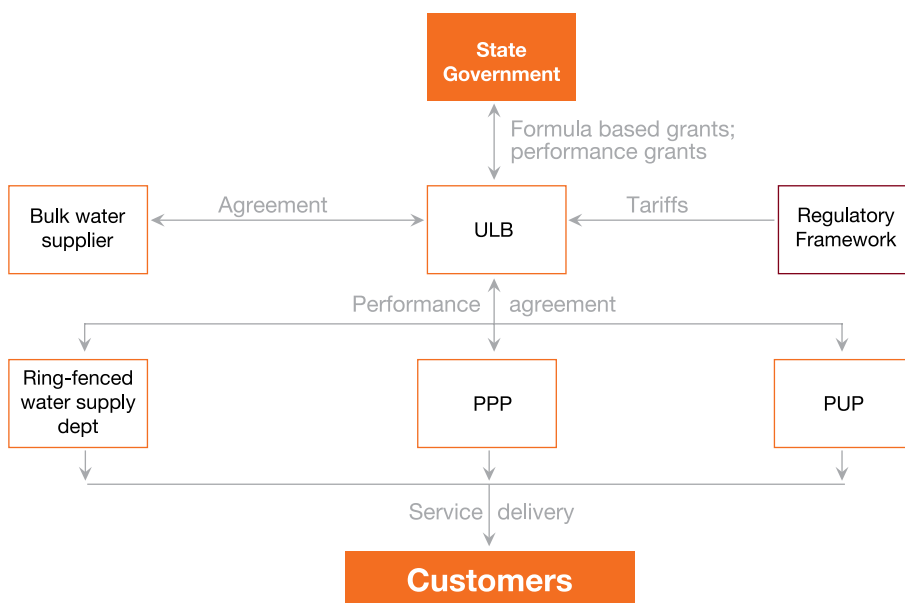 State
Government
Formula based grants;
performance grants
Bulk water
supplier
Agreement
ULB
Tariffs
Regulatory
Framework
Performance agreement
Ring-fenced
water supply
dept
PPP
PUP
Service delivery
Customers